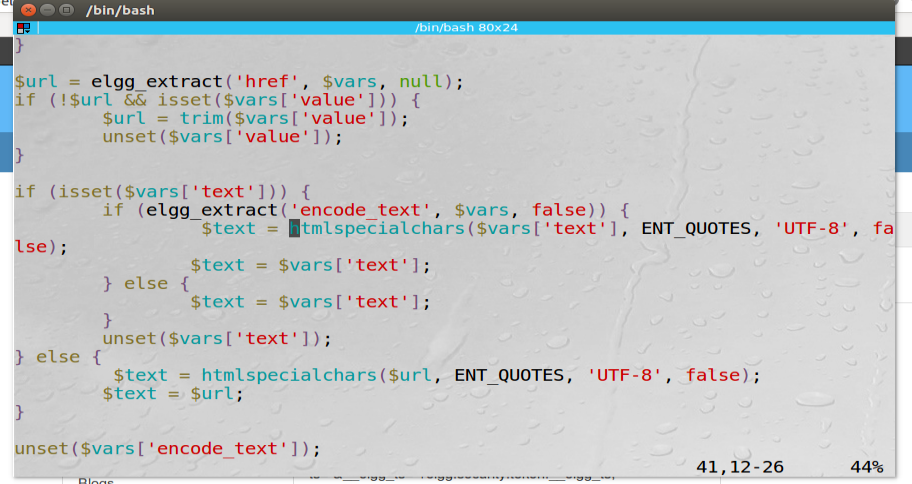 /bin/bash
/bin/bash 80x24
}
$url = elgg_extract('href', $vars, null);
if (!$url && isset($vars['value'])) {
$url = trim($vars['value']);
unset($vars['value']);
}
if (isset($vars['text'])) {
if (elgg_extract('encode_text', $vars, false)) {
$text = htmlspecialchars($vars['text'], ENT_QUOTES, 'UTF-8', fa
lse);
$text = $vars['text'];
} else {
$text = $vars['text'];
}
unset($vars['text']);
} else {
$text = htmlspecialchars($url, ENT_QUOTES, 'UTF-8', false);
$text = $url;
}
unset($vars['encode_text']);
41,12-26 44%
Blogs